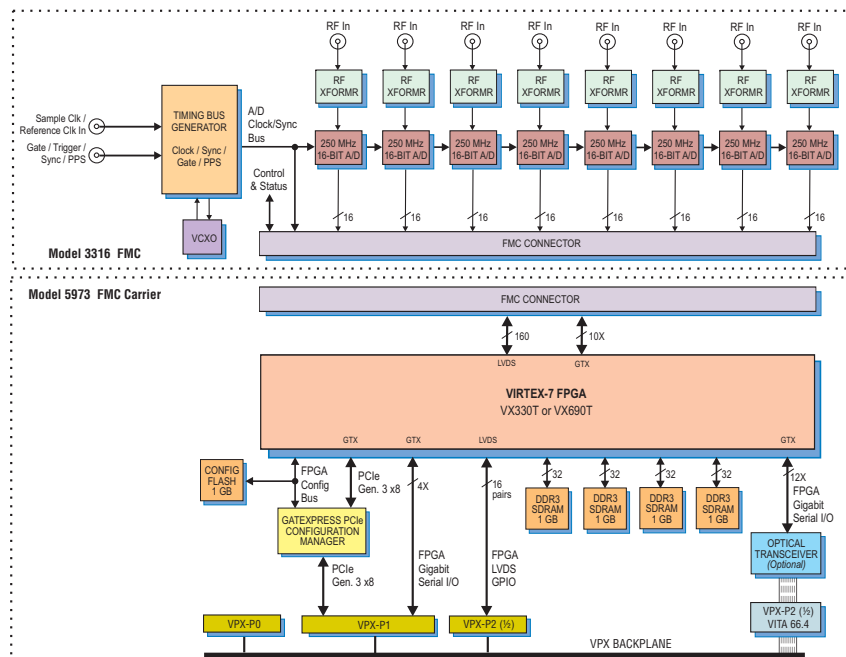 RF In RF In RF In RF In RF In RF In RF In RF In
RF XFORMR
RF XFORMR
RF XFORMR
RF XFORMR
RF XFORMR
RF XFORMR
RF XFORMR
RF XFORMR
Sample Clk /
Reference Clk In
Gate / Trigger /
Sync / PPS
TIMING BUS
GENERATOR
Clock / Sync /
Gate / PPS
VCXO
A/D
Clock/Sync
Bus
Control
& Status
250 MHz
16-BIT A/D
250 MHz
16-BIT A/D
250 MHz
16-BIT A/D
250 MHz
16-BIT A/D
250 MHz
16-BIT A/D
250 MHz
16-BIT A/D
250 MHz
16-BIT A/D
250 MHz
16-BIT A/D
16 16 16 16 16 16 16 16
FMC CONNECTOR
Model 3316 FMC
Model 5973 FMC Carrier
FMC CONNECTOR
160 10X
LVDS GTX
VIRTEX-7 FPGA
VX330T or VX690T
GTX GTX LVDS GTX
CONFIG
FLASH
1 GB
FPGA
Config
Bus
PCIe
Gen. 3 x8
4X
16
pairs
32 32 32 32
DDR3
SDRAM
1 GB
DDR3
SDRAM
1 GB
DDR3
SDRAM
1 GB
DDR3
SDRAM
1 GB
12X
FPGA
Gigabit
Serial I/O
GATEXPRESS PCIe
CONFIGURATION
MANAGER
OPTICAL
TRANSCEIVER
(Optional)
PCIe
Gen. 3 x8
FPGA
Gigabit
Serial I/O
FPGA
LVDS
GPIO
VPX-P0
VPX-P1
VPX-P2 (½)
VPX-P2 (½)
VITA 66.4
VPX BACKPLANE